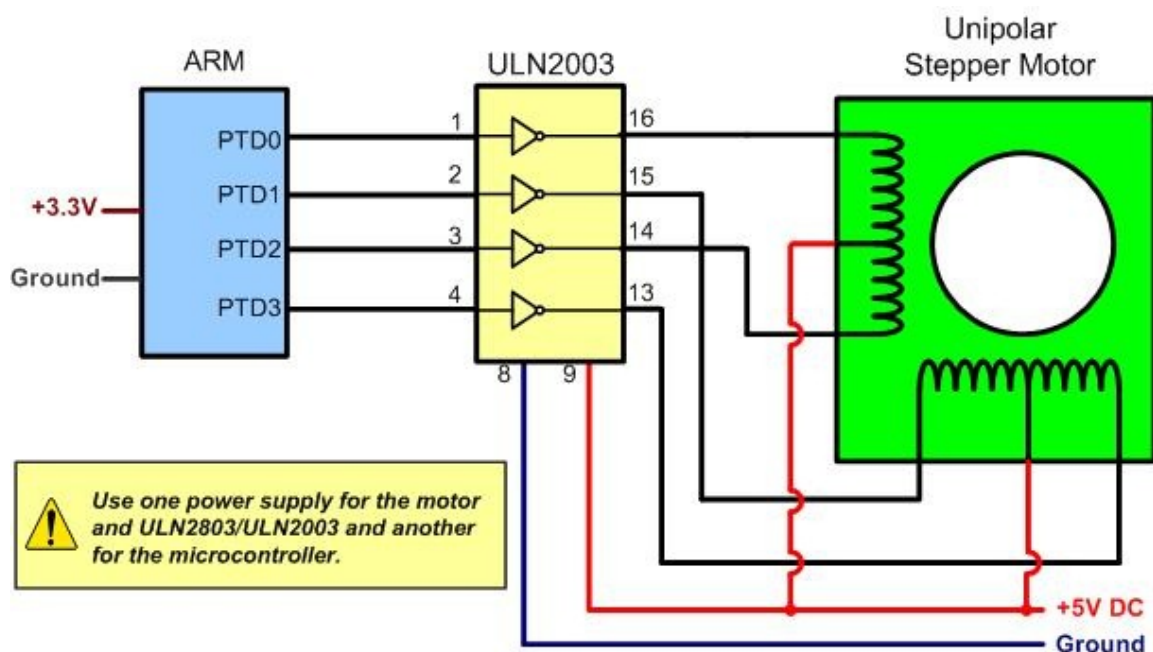 Unipolar
Stepper Motor
ARM
ULN2003
PTD0
1
16
PTD1
2
15
+3.3V
PTD2
3
14
Ground
PTD3
4
13
8
9
Use one power supply for the motor
and ULN2803/ULN2003 and another
for the microcontroller.
+5V DC
Ground